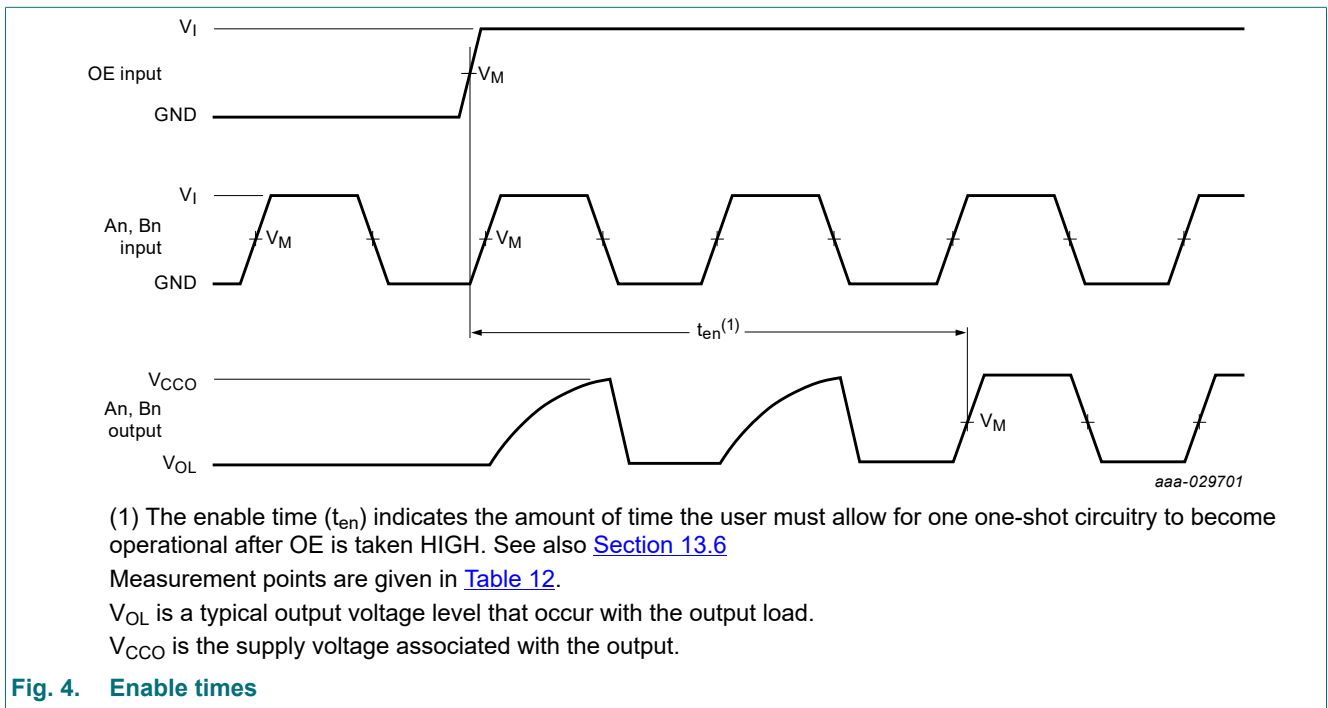 VI
OE input
VM
GND
VI
An, Bn
input
VM
VM
GND
ten(1)
VCCO
An, Bn
output
VM
VOL
aaa-029701
(1) The enable time (ten) indicates the amount of time the user must allow for one one-shot circuitry to become
operational after OE is taken HIGH. See also Section 13.6
Measurement points are given in Table 12.
VOL is a typical output voltage level that occur with the output load.
VCCO is the supply voltage associated with the output.
Fig. 4. Enable times